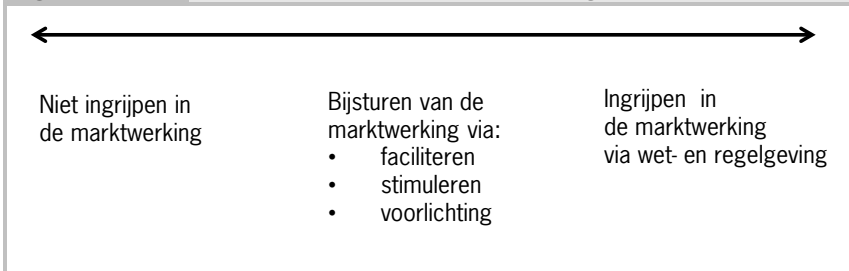 Niet ingrijpen in
de marktwerking
Bijsturen van de
marktwerking via:
• faciliteren
• stimuleren
• voorlichting
Ingrijpen in
de marktwerking
via wet- en regelgeving